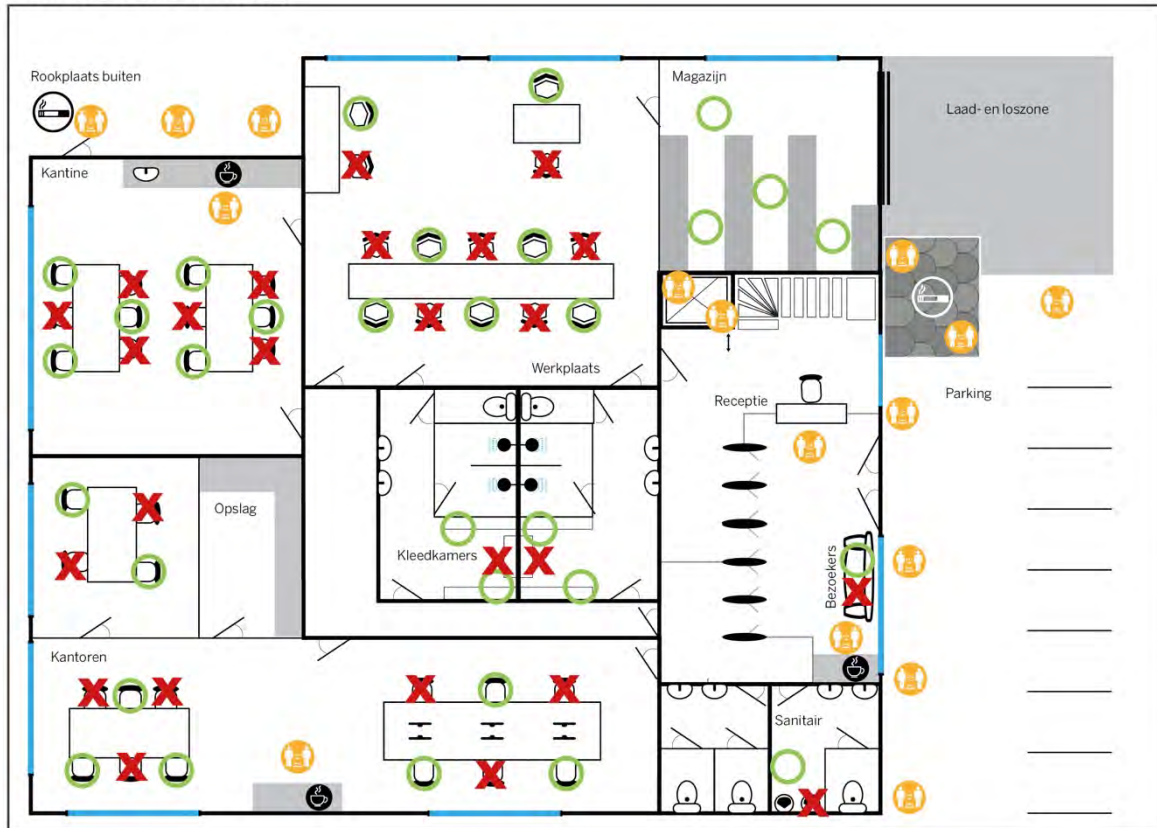 Rookplaats buiten
Magazijn
Laad- en loszone
Kantine
Werkplaats
Receptie
Parking
Opslag
Kleedkamers
Bezoekers
Kantoren
Sanitair